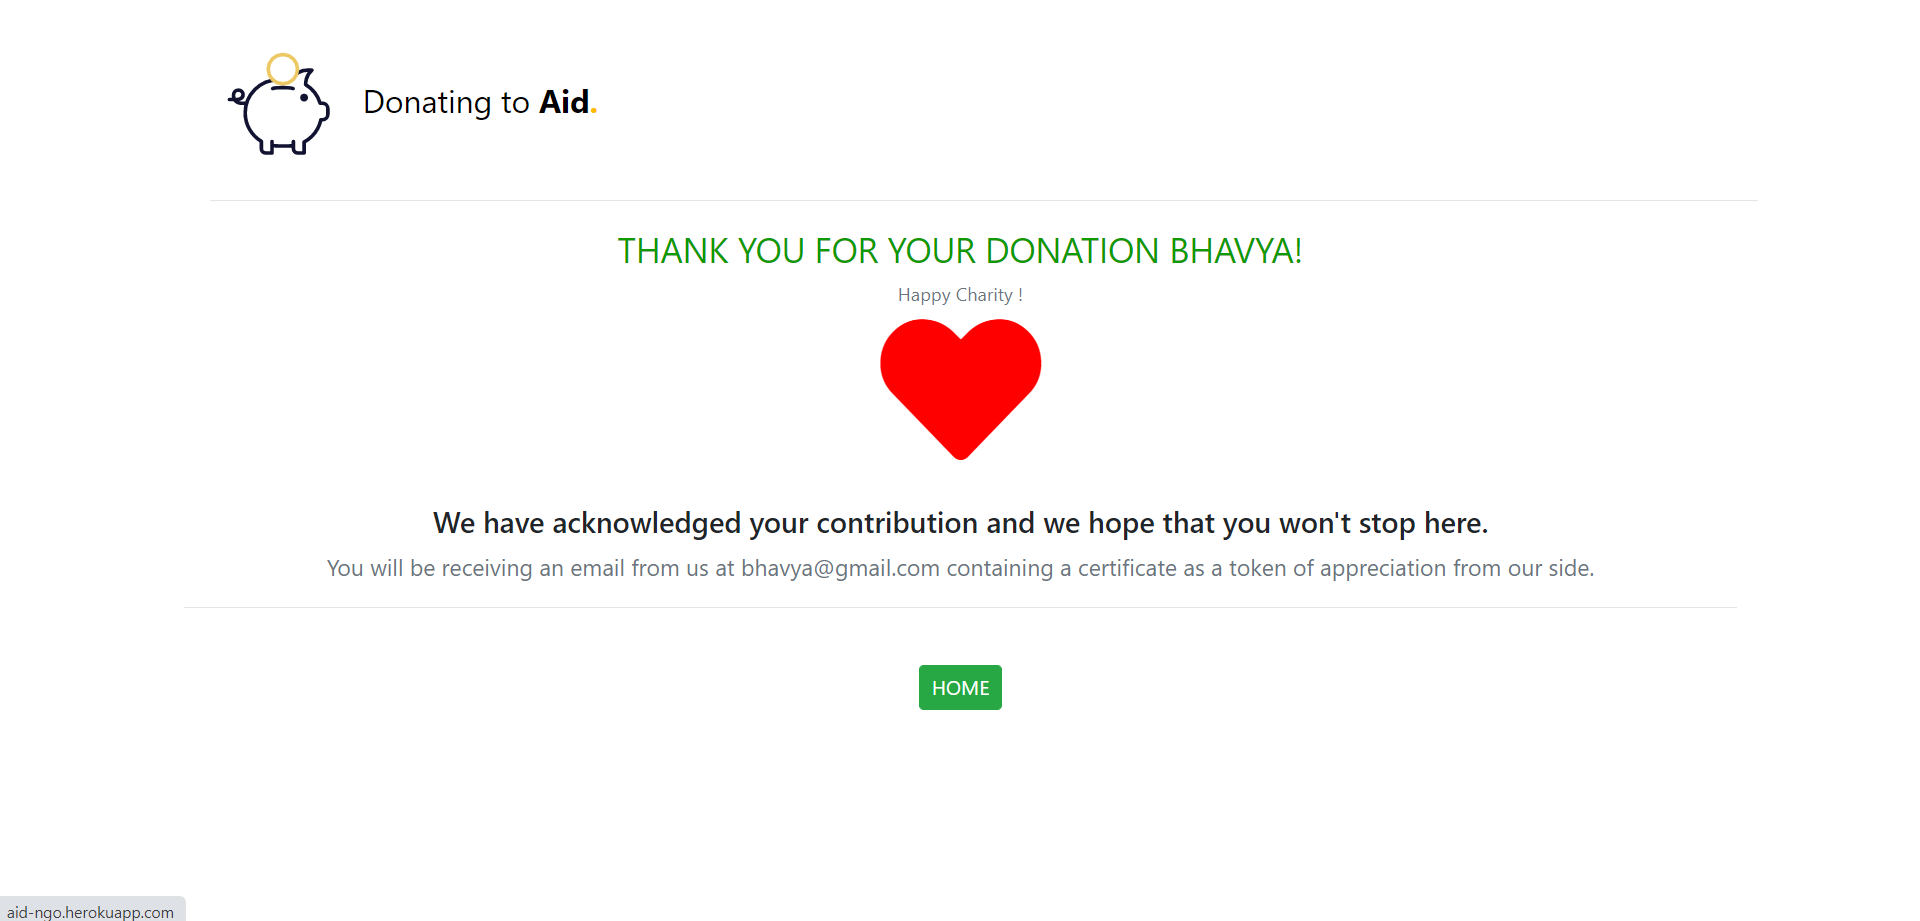 Donating to Aid.
THANK YOU FOR YOUR DONATION BHAVYA!
Happy Charity !
We have acknowledged your contribution and we hope that you won't stop here.
You will be receiving an email from us at bhavya@gmail.com containing a certificate as a token of appreciation from our side.
HOME
aid-ngo.herokuapp.com